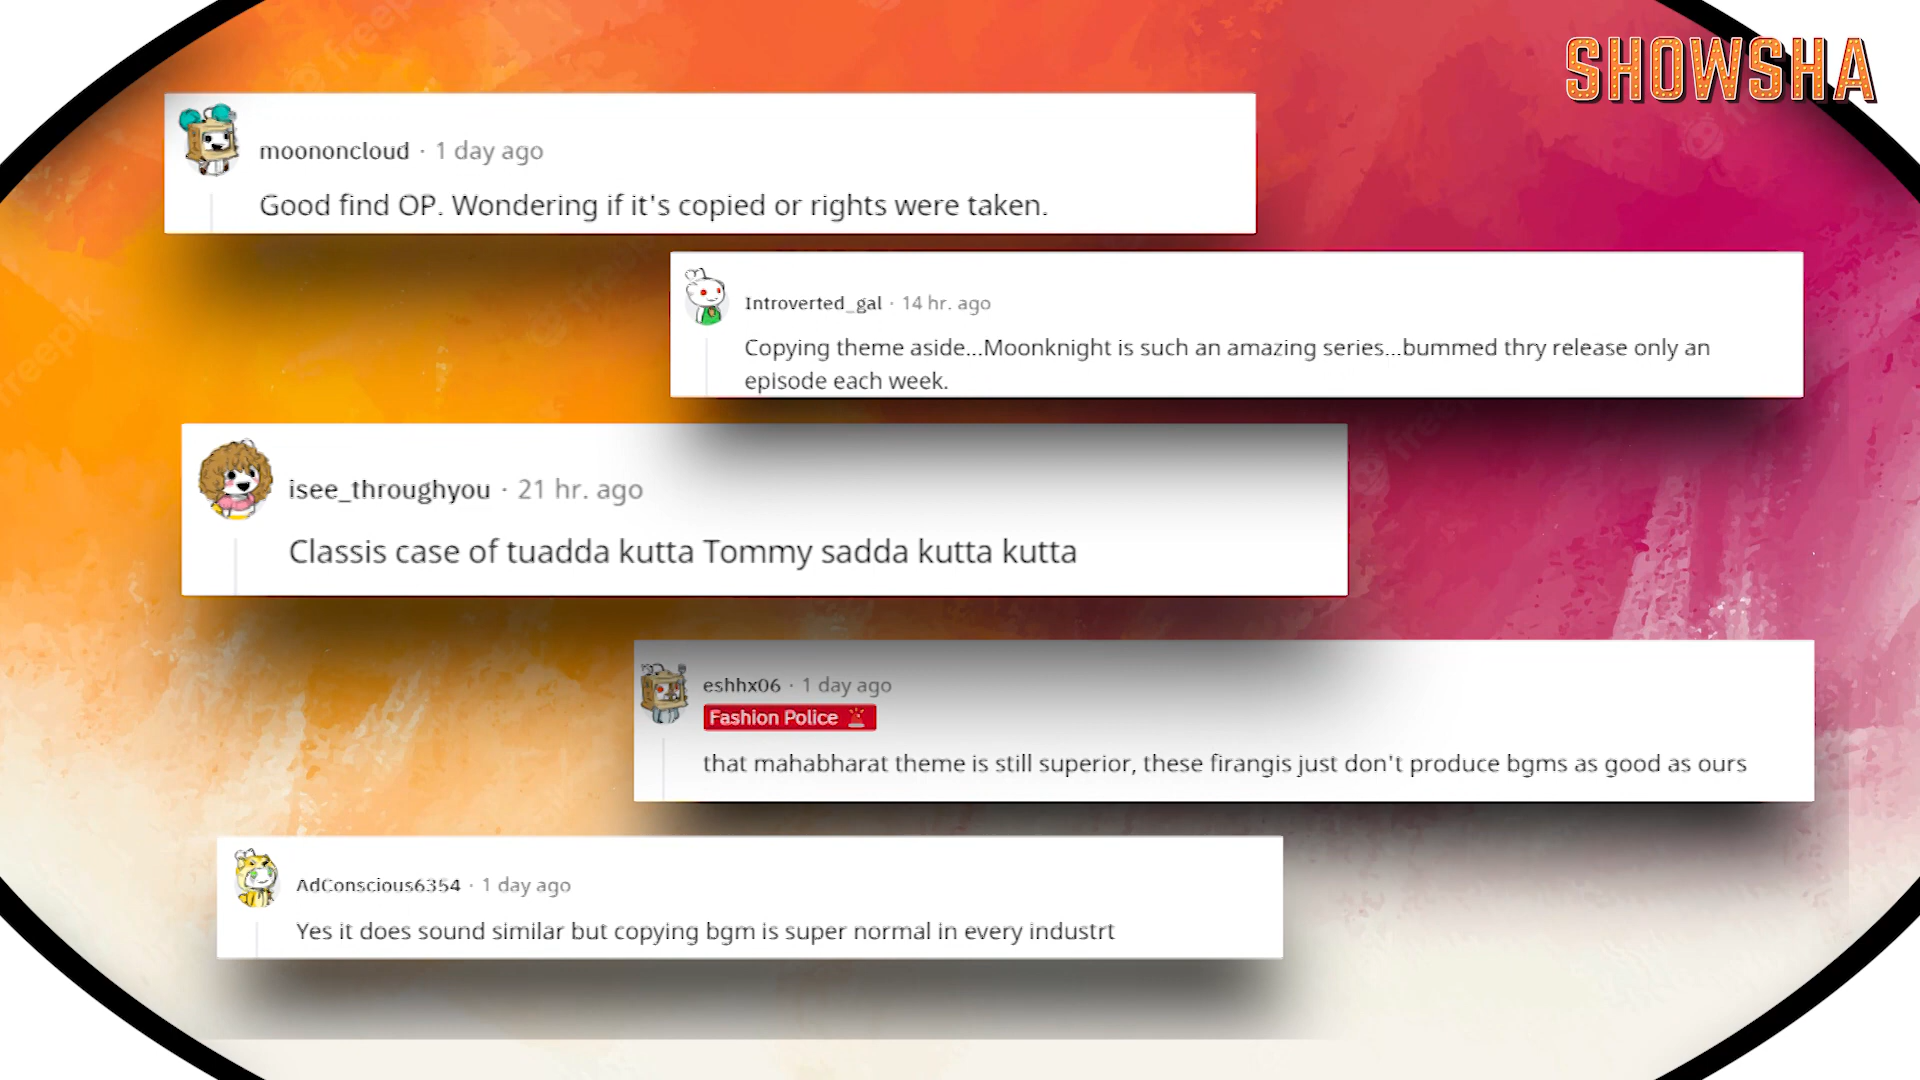 SHOWSHA
moononcloud · 1 day ago
Good find OP. Wondering if it's copied or rights were taken.
Introverted_gal · 14 hr. ago
Copying theme aside...Moonknight is such an amazing series...bummed thry release only an
episode each week.
isee_throughyou · 21 hr. ago
Classis case of tuadda kutta Tommy sadda kutta kutta
eshhx06 · 1 day ago
Fashion Police
that mahabharat theme is still superior, these firangis just don't produce bgms as good as ours
AdConscious6354 · 1 day ago
Yes it does sound similar but copying bgm is super normal in every industrt
freepik
freepik